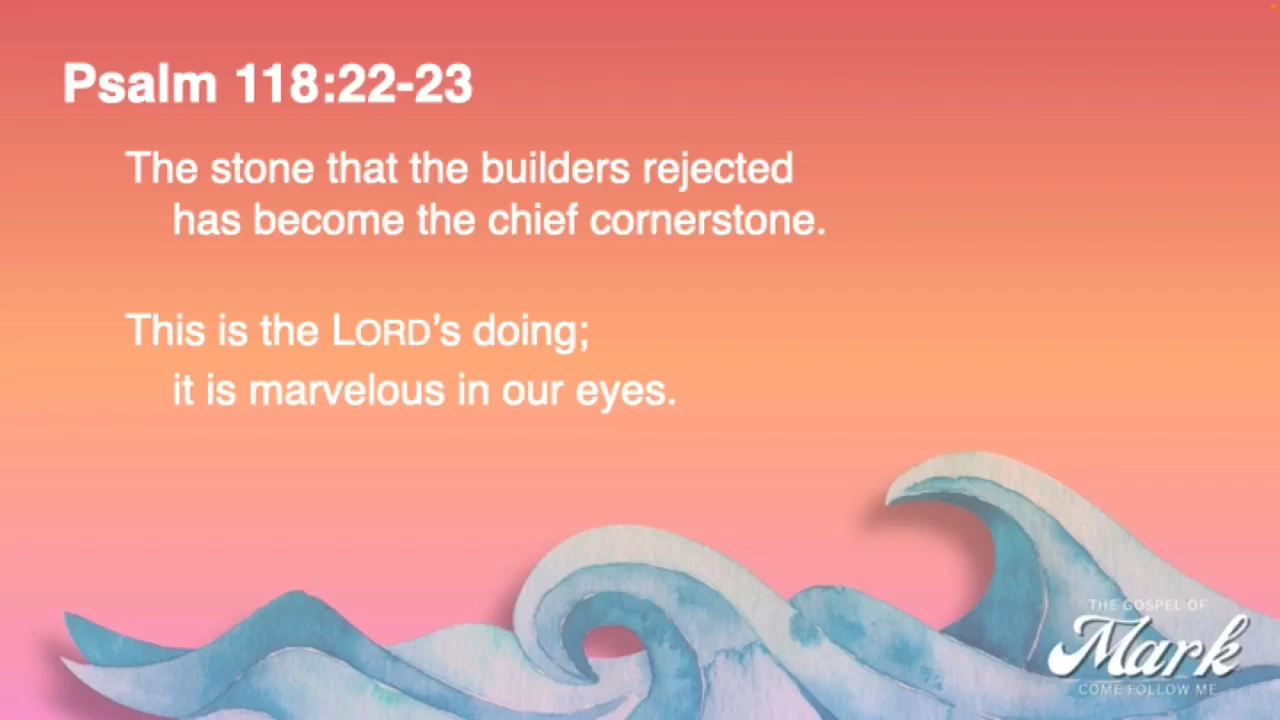 Psalm 118:22-23
The stone that the builders rejected
has become the chief cornerstone.
This is the LORD’s doing;
it is marvelous in our eyes.
THE GOSPEL OF
Mark
COME FOLLOW ME